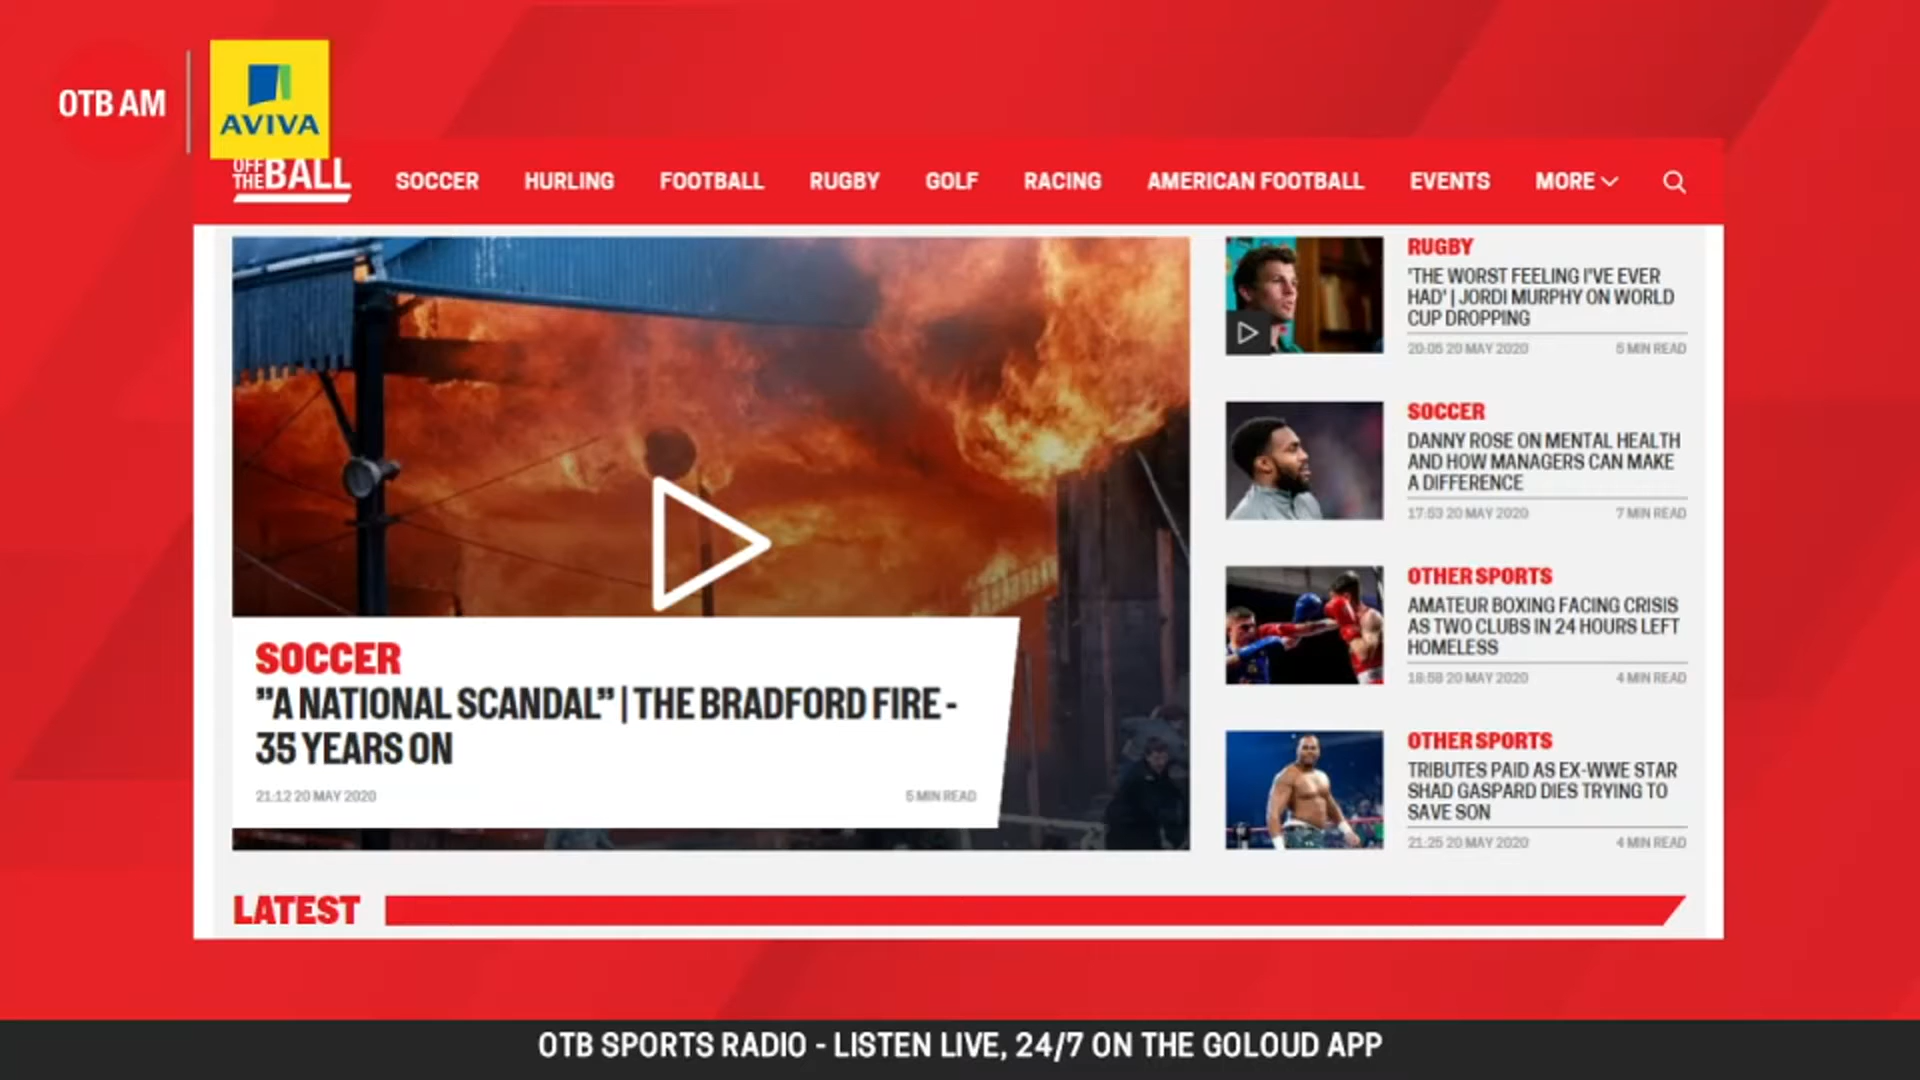 OTB AM
AVIVA
OFF THE BALL
SOCCER HURLING FOOTBALL RUGBY GOLF RACING AMERICAN FOOTBALL EVENTS MORE
SOCCER
”A NATIONAL SCANDAL” | THE BRADFORD FIRE -
35 YEARS ON
21:12 20 MAY 2020 5 MIN READ
RUGBY
'THE WORST FEELING I'VE EVER
HAD' | JORDI MURPHY ON WORLD
CUP DROPPING
20:05 20 MAY 2020 5 MIN READ
SOCCER
DANNY ROSE ON MENTAL HEALTH
AND HOW MANAGERS CAN MAKE
A DIFFERENCE
17:53 20 MAY 2020 7 MIN READ
OTHER SPORTS
AMATEUR BOXING FACING CRISIS
AS TWO CLUBS IN 24 HOURS LEFT
HOMELESS
18:58 20 MAY 2020 4 MIN READ
OTHER SPORTS
TRIBUTES PAID AS EX-WWE STAR
SHAD GASPARD DIES TRYING TO
SAVE SON
21:25 20 MAY 2020 4 MIN READ
LATEST
OTB SPORTS RADIO - LISTEN LIVE, 24/7 ON THE GOLOUD APP